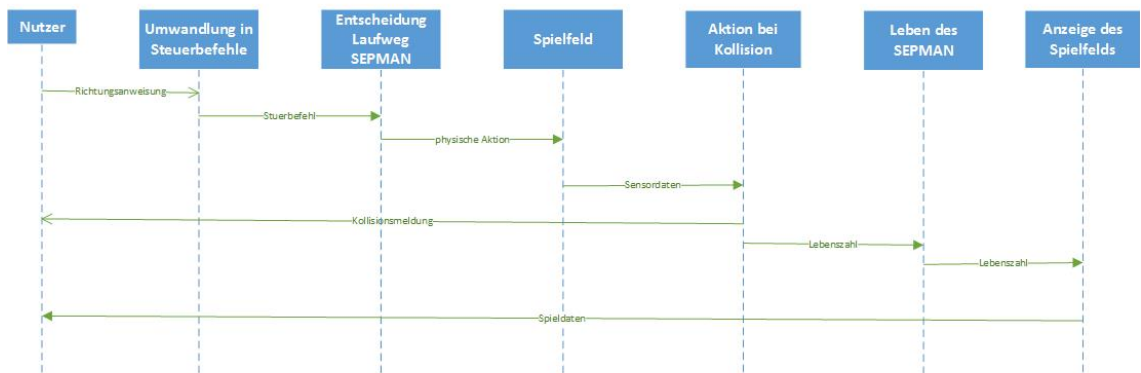 Nutzer
Umwandlung in
Steuerbefehle
Entscheidung
Laufweg
SEPMAN
Spielfeld
Aktion bei
Kollision
Leben des
SEPMAN
Anzeige des
Spielfelds
Richtungsanweisung
Stuerbefehl
physische Aktion
Sensordaten
Kollisionsmeldung
Lebenszahl
Lebenszahl
Spieldaten